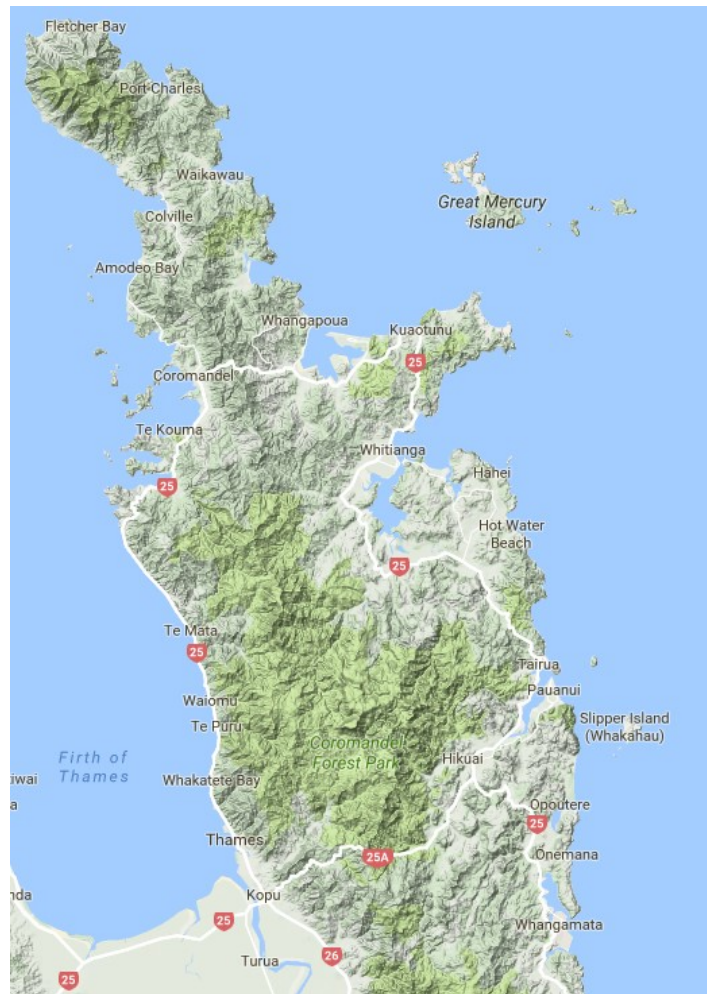 Fletcher Bay
Port Charles
Waikawau
Great Mercury
Island
Colville
Amodeo Bay
Whangapoua
Kuaotunu
25
Coromandel
Te Kouma
Whitianga
Hahei
25
Hot Water
Beach
25
Te Mata
25
Tairua
Pauanui
Waiomu
Slipper Island
(Whakahau)
Te Puru
Coromandel
Forest Park
Hikuai
Firth of
Thames
Whakatete Bay
iwai
a
Opoutere
25
Thames
25A
Onemana
nda
Kopu
25
Whangamata
26
Turua
25